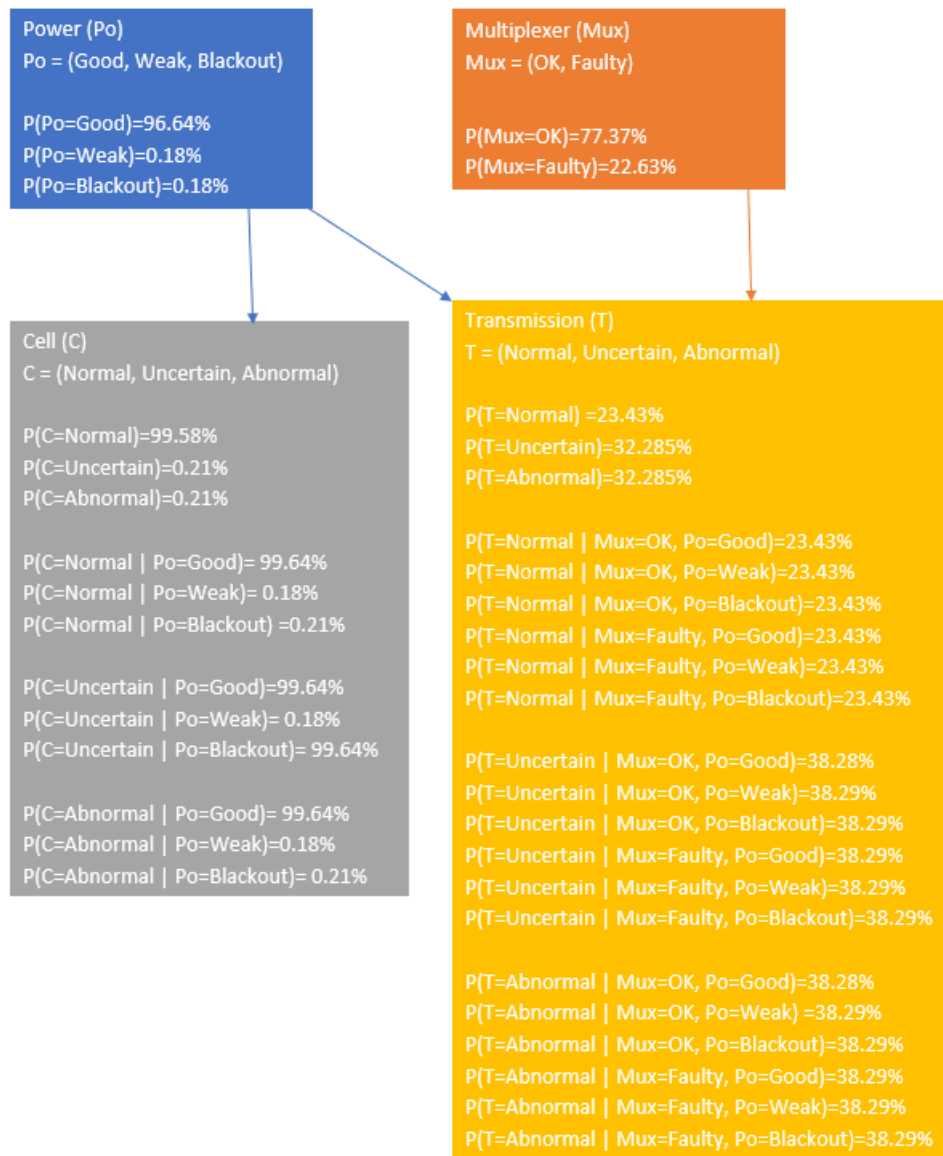 Power (Po)
Po = (Good, Weak, Blackout)
P(Po=Good)=96.64%
P(Po=Weak)=0.18%
P(Po=Blackout)=0.18%
Multiplexer (Mux)
Mux = (OK, Faulty)
P(Mux=OK)=77.37%
P(Mux=Faulty)=22.63%
Cell (C)
C = (Normal, Uncertain, Abnormal)
P(C=Normal)=99.58%
P(C=Uncertain)=0.21%
P(C=Abnormal)=0.21%
P(C=Normal | Po=Good)= 99.64%
P(C=Normal | Po=Weak)= 0.18%
P(C=Normal | Po=Blackout) =0.21%
P(C=Uncertain | Po=Good)=99.64%
P(C=Uncertain | Po=Weak)= 0.18%
P(C=Uncertain | Po=Blackout)= 99.64%
P(C=Abnormal | Po=Good)= 99.64%
P(C=Abnormal | Po=Weak)=0.18%
P(C=Abnormal | Po=Blackout)= 0.21%
Transmission (T)
T = (Normal, Uncertain, Abnormal)
P(T=Normal) =23.43%
P(T=Uncertain)=32.285%
P(T=Abnormal)=32.285%
P(T=Normal | Mux=OK, Po=Good)=23.43%
P(T=Normal | Mux=OK, Po=Weak)=23.43%
P(T=Normal | Mux=OK, Po=Blackout)=23.43%
P(T=Normal | Mux=Faulty, Po=Good)=23.43%
P(T=Normal | Mux=Faulty, Po=Weak)=23.43%
P(T=Normal | Mux=Faulty, Po=Blackout)=23.43%
P(T=Uncertain | Mux=OK, Po=Good)=38.28%
P(T=Uncertain | Mux=OK, Po=Weak)=38.29%
P(T=Uncertain | Mux=OK, Po=Blackout)=38.29%
P(T=Uncertain | Mux=Faulty, Po=Good)=38.29%
P(T=Uncertain | Mux=Faulty, Po=Weak)=38.29%
P(T=Uncertain | Mux=Faulty, Po=Blackout)=38.29%
P(T=Abnormal | Mux=OK, Po=Good)=38.28%
P(T=Abnormal | Mux=OK, Po=Weak) =38.29%
P(T=Abnormal | Mux=OK, Po=Blackout)=38.29%
P(T=Abnormal | Mux=Faulty, Po=Good)=38.29%
P(T=Abnormal | Mux=Faulty, Po=Weak)=38.29%
P(T=Abnormal | Mux=Faulty, Po=Blackout)=38.29%